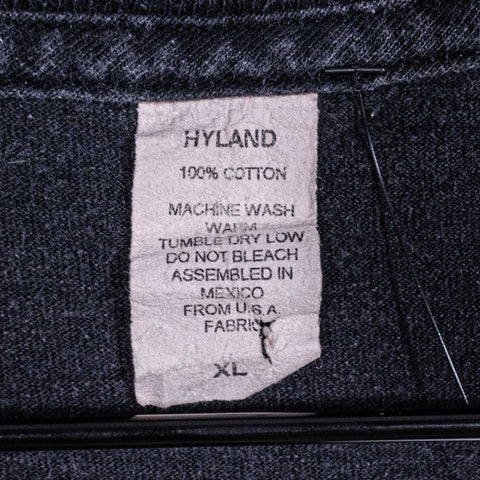 HYLAND
100% COTTON
MACHINE WASH
WARM
TUMBLE DRY LOW
DO NOT BLEACH
ASSEMBLED IN
MEXICO
FROM U.S.A.
FABRIC
XL